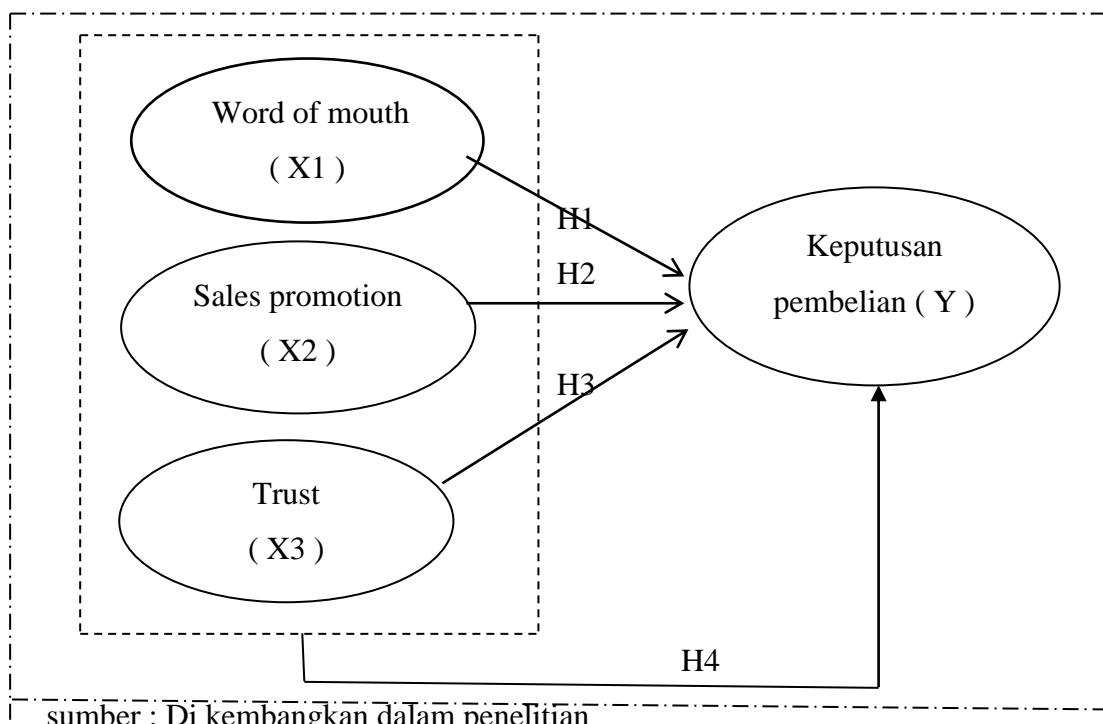 Word of mouth
( X1 )
H1
Keputusan
pembelian ( Y )
H2
Sales promotion
( X2 )
H3
Trust
( X3 )
H4
sumber : Di kembangkan dalam penelitian